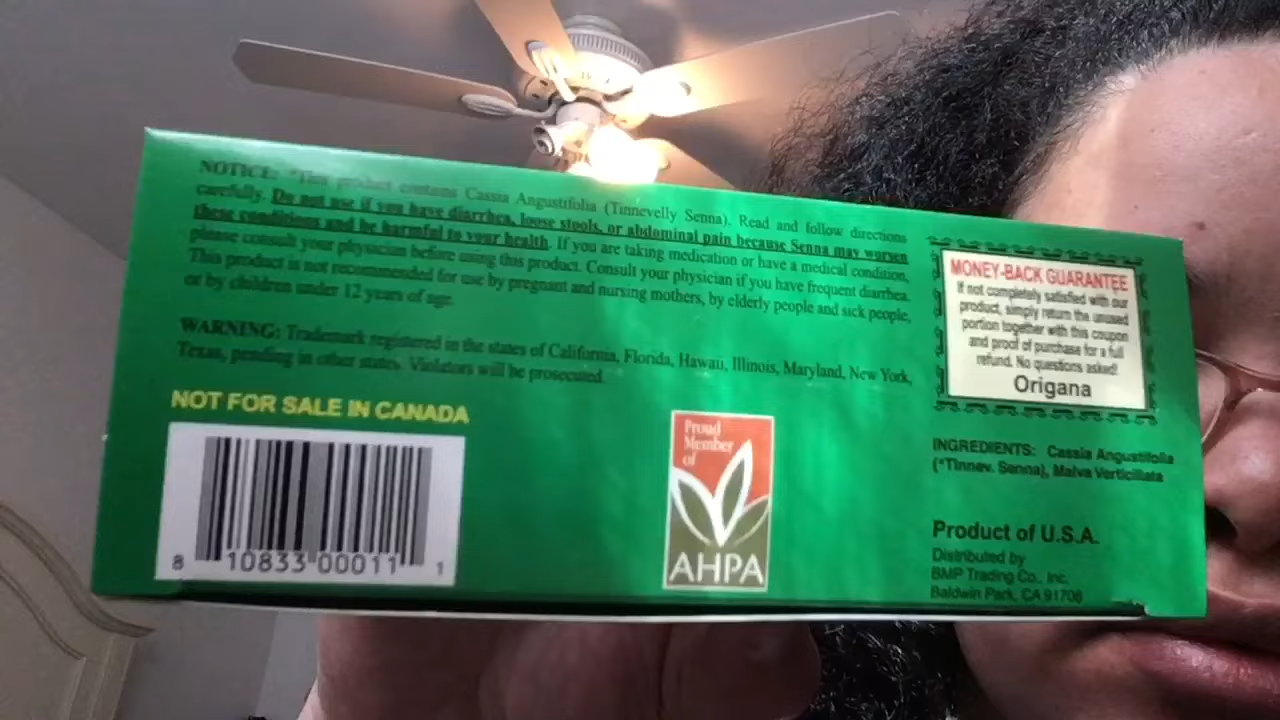 NOTICE: *This product contains Cassia Angustifolia (Tinnevelly Senna). Read and follow directions
carefully. Do not use if you have diarrhea, loose stools, or abdominal pain because Senna may worsen
these conditions and be harmful to your health. If you are taking medication or have a medical condition,
please consult your physician before using this product. Consult your physician if you have frequent diarrhea.
This product is not recommended for use by pregnant and nursing mothers, by elderly people and sick people,
or by children under 12 years of age.
WARNING: Trademark registered in the states of California, Florida, Hawaii, Illinois, Maryland, New York,
Texas, pending in other states. Violators will be prosecuted.
NOT FOR SALE IN CANADA
8 10833 00011 1
Proud
Member
of
AHPA
MONEY-BACK GUARANTEE
If not completely satisfied with our
product, simply return the unused
portion together with this coupon
and proof of purchase for a full
refund. No questions asked!
Origana
INGREDIENTS: Cassia Angustifolia
(*Tinnev. Senna), Malva Verticillata
Product of U.S.A.
Distributed by
BMP Trading Co., Inc.
Baldwin Park, CA 91706